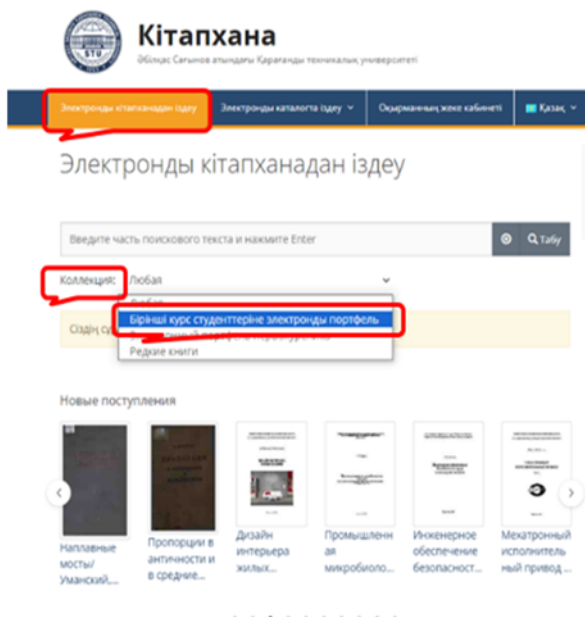 Кітапхана
Әбілқас Сағынов атындағы Қарағанды техникалық университеті
Электронды кітапханадан іздеу
Электронды каталогта іздеу
Оқырманның жеке кабинеті
Қазақ
Электронды кітапханадан іздеу
Введите часть поискового текста и нажмите Enter
Табу
Коллекция:
Любая
Любая
Бірінші курс студенттеріне электронды портфель
Сіздің
Редкие книги
Новые поступления
Наплавные мосты/ Уманский,...
Пропорции в античности и в средние...
Дизайн интерьера жилых...
Промышленн ая микробиоло...
Инженерное обеспечение безопасност...
Мехатронный исполнитель ный привод ...